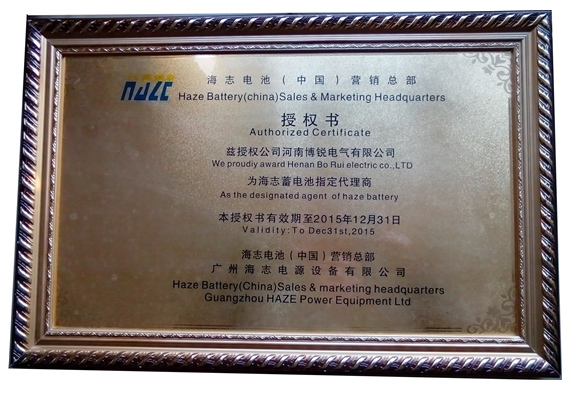 HAZE
海志电池（中国）营销总部
Haze Battery(china)Sales & Marketing Headquarters
授权书
Authorized Certificate
兹授权公司河南博锐电气有限公司
We proudiy award Henan Bo Rui electric co.,LTD
为海志蓄电池指定代理商
As the designated agent of haze battery
本授权书有效期至2015年12月31日
Validity:To Dec31st,2015
海志电池（中国）营销总部
广州海志电源设备有限公司
Haze Battery(China)Sales & marketing headquarters
Guangzhou HAZE Power Equipment Ltd